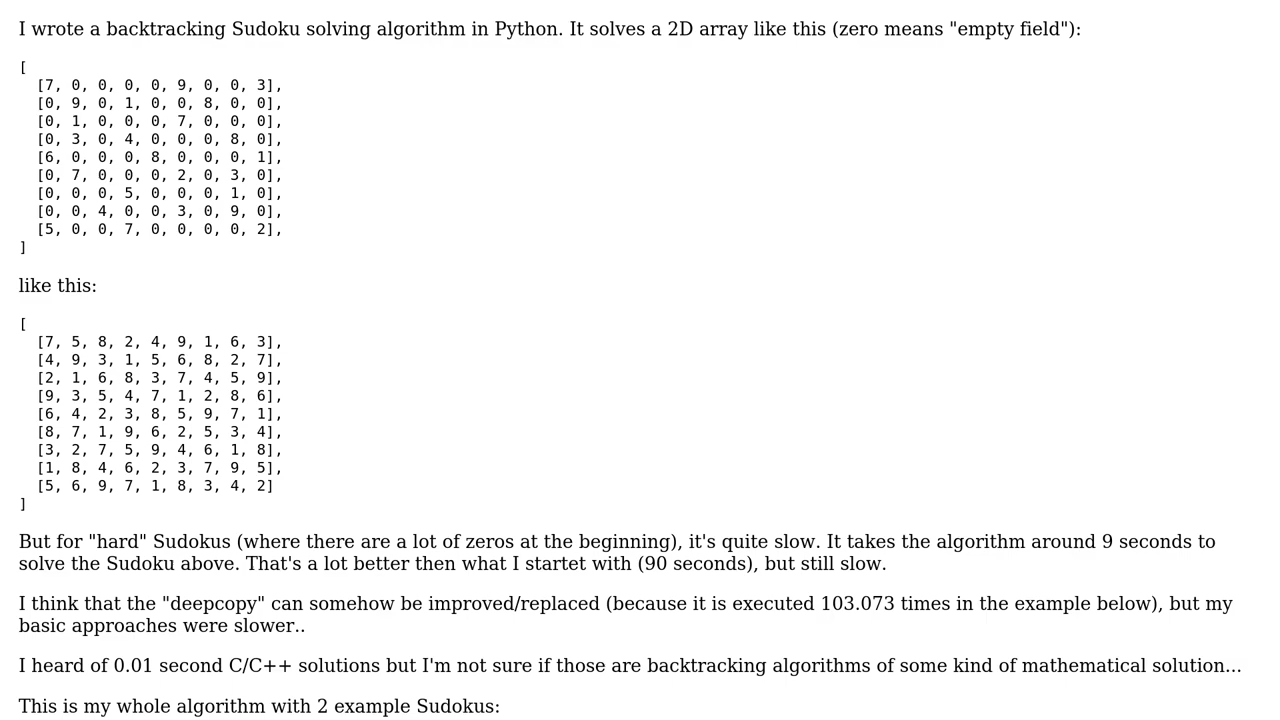 I wrote a backtracking Sudoku solving algorithm in Python. It solves a 2D array like this (zero means "empty field"):
[
  [7, 0, 0, 0, 0, 9, 0, 0, 3],
  [0, 9, 0, 1, 0, 0, 8, 0, 0],
  [0, 1, 0, 0, 0, 7, 0, 0, 0],
  [0, 3, 0, 4, 0, 0, 0, 8, 0],
  [6, 0, 0, 0, 8, 0, 0, 0, 1],
  [0, 7, 0, 0, 0, 2, 0, 3, 0],
  [0, 0, 0, 5, 0, 0, 0, 1, 0],
  [0, 0, 4, 0, 0, 3, 0, 9, 0],
  [5, 0, 0, 7, 0, 0, 0, 0, 2],
]
like this:
[
  [7, 5, 8, 2, 4, 9, 1, 6, 3],
  [4, 9, 3, 1, 5, 6, 8, 2, 7],
  [2, 1, 6, 8, 3, 7, 4, 5, 9],
  [9, 3, 5, 4, 7, 1, 2, 8, 6],
  [6, 4, 2, 3, 8, 5, 9, 7, 1],
  [8, 7, 1, 9, 6, 2, 5, 3, 4],
  [3, 2, 7, 5, 9, 4, 6, 1, 8],
  [1, 8, 4, 6, 2, 3, 7, 9, 5],
  [5, 6, 9, 7, 1, 8, 3, 4, 2]
]
But for "hard" Sudokus (where there are a lot of zeros at the beginning), it's quite slow. It takes the algorithm around 9 seconds to
solve the Sudoku above. That's a lot better then what I startet with (90 seconds), but still slow.
I think that the "deepcopy" can somehow be improved/replaced (because it is executed 103.073 times in the example below), but my
basic approaches were slower..
I heard of 0.01 second C/C++ solutions but I'm not sure if those are backtracking algorithms of some kind of mathematical solution...
This is my whole algorithm with 2 example Sudokus: